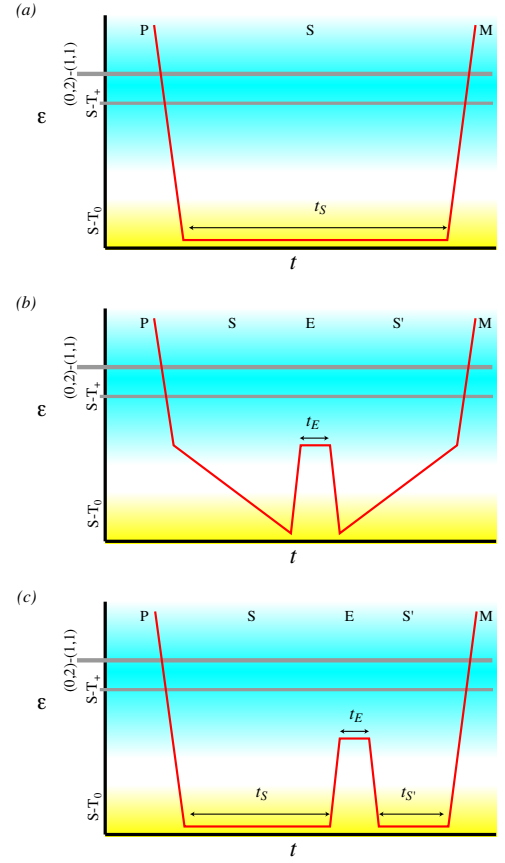 (a)
P S M
(0,2)-(1,1)
S-T+
ε
S-T0
tS
t
(b)
P S E S' M
(0,2)-(1,1)
S-T+
ε
tE
S-T0
t
(c)
P S E S' M
(0,2)-(1,1)
S-T+
ε
tE
S-T0
tS tS'
t